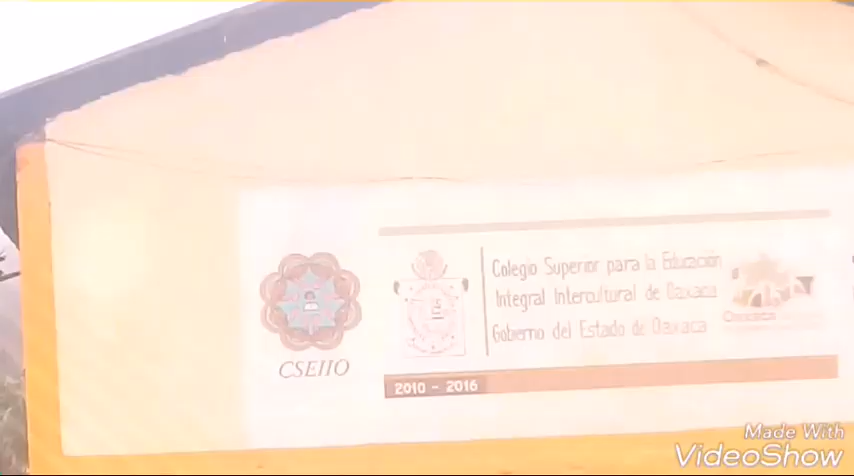 Colegio Superior para la Educación
Integral Intercultural de Oaxaca
Gobierno del Estado de Oaxaca
CSEIIO
2010 - 2016
Oaxaca
Made With
VideoShow